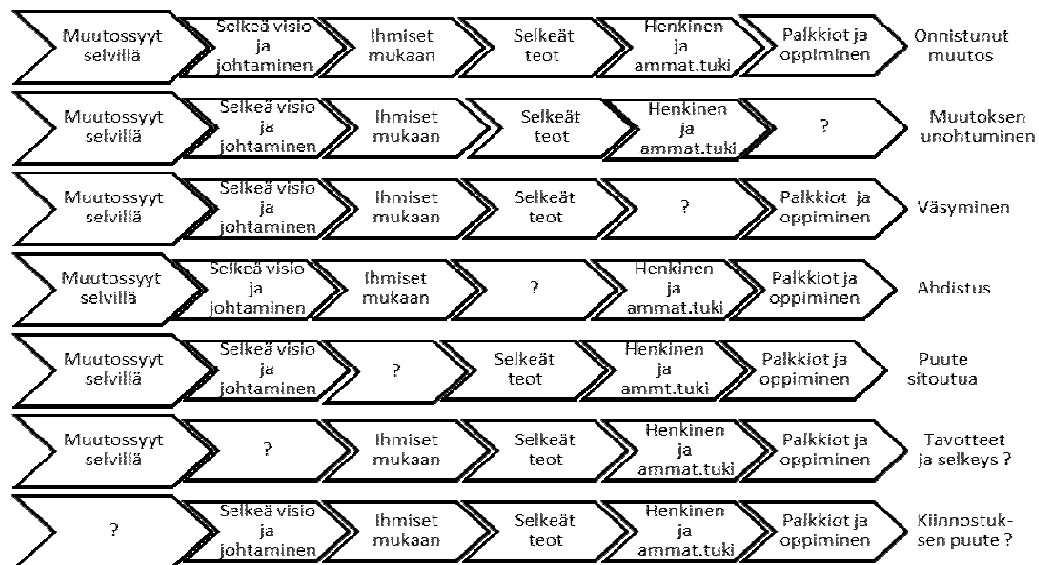 Muutossyyt
selvillä
Selkeä visio
ja
johtaminen
Ihmiset
mukaan
Selkeät
teot
Henkinen
ja
ammat.tuki
Palkkiot ja
oppiminen
Onnistunut
muutos
Muutossyyt
selvillä
Selkeä visio
ja
johtaminen
Ihmiset
mukaan
Selkeät
teot
Henkinen
ja
ammat.tuki
?
Muutoksen
unohtuminen
Muutossyyt
selvillä
Selkeä visio
ja
johtaminen
Ihmiset
mukaan
Selkeät
teot
?
Palkkiot ja
oppiminen
Väsyminen
Muutossyyt
selvillä
Selkeä visio
ja
johtaminen
Ihmiset
mukaan
?
Henkinen
ja
ammat.tuki
Palkkiot ja
oppiminen
Ahdistus
Muutossyyt
selvillä
Selkeä visio
ja
johtaminen
?
Selkeät
teot
Henkinen
ja
ammt.tuki
Palkkiot ja
oppiminen
Puute
sitoutua
Muutossyyt
selvillä
?
Ihmiset
mukaan
Selkeät
teot
Henkinen
ja
ammat.tuki
Palkkiot ja
oppiminen
Tavotteet
ja selkeys ?
?
Selkeä visio
ja
johtaminen
Ihmiset
mukaan
Selkeät
teot
Henkinen
ja
ammat.tuki
Palkkiot ja
oppiminen
Kiinnostuk-
sen puute ?